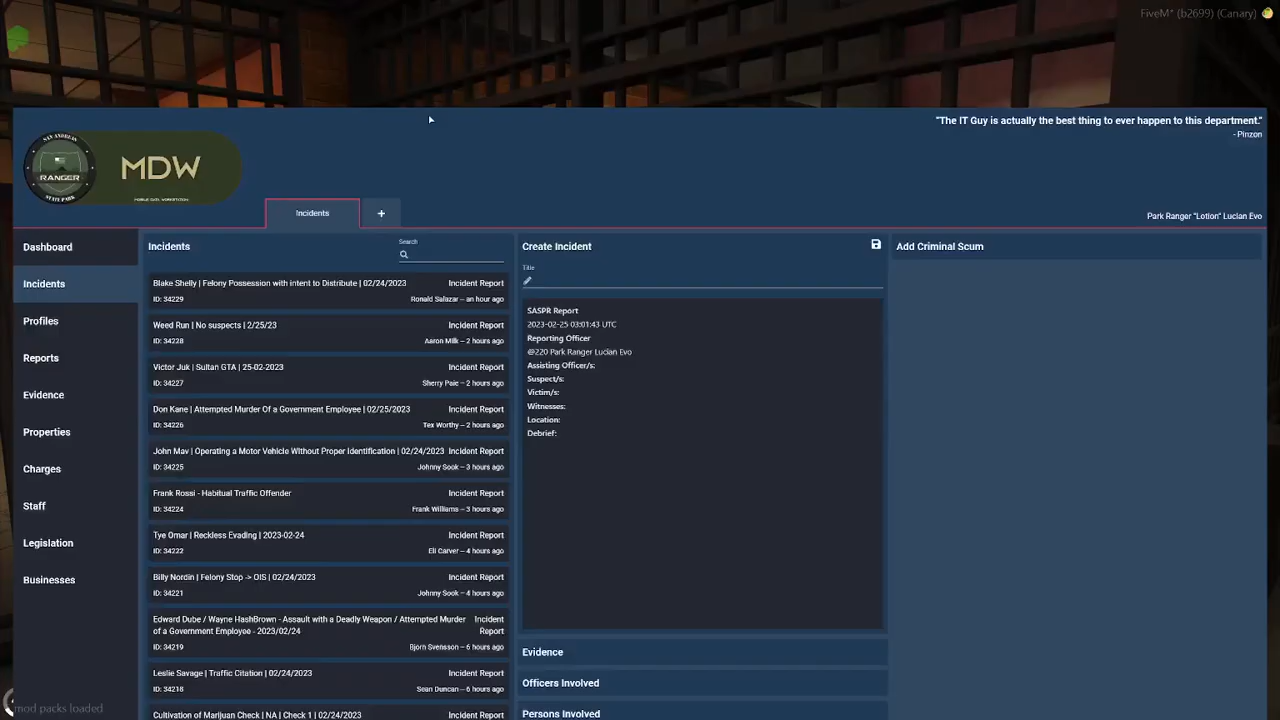 FiveM* (b2699) (Canary)
"The IT Guy is actually the best thing to ever happen to this department."
- Pinzon
SAN ANDREAS
RANGER
STATE PARK
MDW
MOBILE DATA WORKSTATION
Incidents
+
Park Ranger "Lotion" Lucian Evo
Dashboard
Incidents
Profiles
Reports
Evidence
Properties
Charges
Staff
Legislation
Businesses
Incidents
Search
Blake Shelly | Felony Possession with intent to Distribute | 02/24/2023 Incident Report
ID: 34229 Ronald Salazar – an hour ago
Weed Run | No suspects | 2/25/23 Incident Report
ID: 34228 Aaron Milk – 2 hours ago
Victor Juk | Sultan GTA | 25-02-2023 Incident Report
ID: 34227 Sherry Paie – 2 hours ago
Don Kane | Attempted Murder Of a Government Employee | 02/25/2023 Incident Report
ID: 34226 Tex Worthy – 2 hours ago
John Mav | Operating a Motor Vehicle Without Proper Identification | 02/24/2023 Incident Report
ID: 34225 Johnny Sook – 3 hours ago
Frank Rossi - Habitual Traffic Offender Incident Report
ID: 34224 Frank Williams – 3 hours ago
Tye Omar | Reckless Evading | 2023-02-24 Incident Report
ID: 34222 Eli Carver – 4 hours ago
Billy Nordin | Felony Stop -> OIS | 02/24/2023 Incident Report
ID: 34221 Johnny Sook – 4 hours ago
Edward Dube / Wayne HashBrown - Assault with a Deadly Weapon / Attempted Murder Incident
of a Government Employee - 2023/02/24 Report
ID: 34219 Bjorn Svensson – 6 hours ago
Leslie Savage | Traffic Citation | 02/24/2023 Incident Report
ID: 34218 Sean Duncan – 6 hours ago
Cultivation of Marijuan Check | NA | Check 1 | 02/24/2023 Incident Report
Create Incident
Title
SASPR Report
2023-02-25 03:01:43 UTC
Reporting Officer
@220 Park Ranger Lucian Evo
Assisting Officer/s:
Suspect/s:
Victim/s:
Witnesses:
Location:
Debrief:
Evidence
Officers Involved
Persons Involved
Add Criminal Scum
mod packs loaded